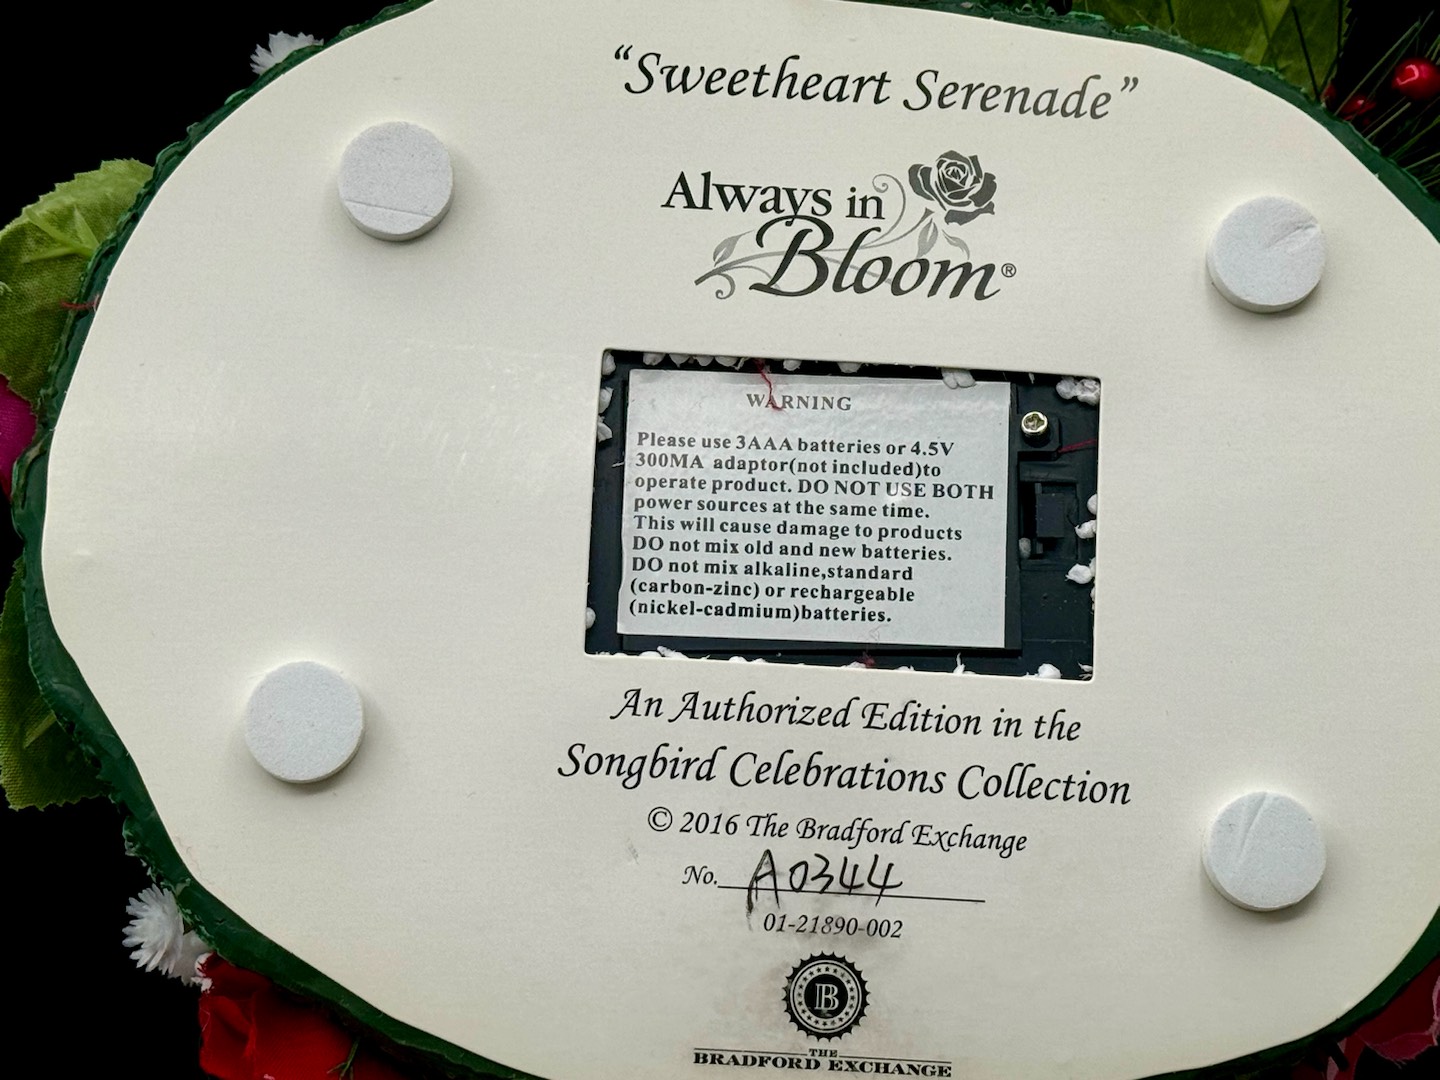 “Sweetheart Serenade”
Always in
Bloom®
WARNING
Please use 3AAA batteries or 4.5V
300MA adaptor(not included)to
operate product. DO NOT USE BOTH
power sources at the same time.
This will cause damage to products
DO not mix old and new batteries.
DO not mix alkaline,standard
(carbon-zinc) or rechargeable
(nickel-cadmium)batteries.
An Authorized Edition in the
Songbird Celebrations Collection
© 2016 The Bradford Exchange
No. A0344
01-21890-002
B
THE
BRADFORD EXCHANGE